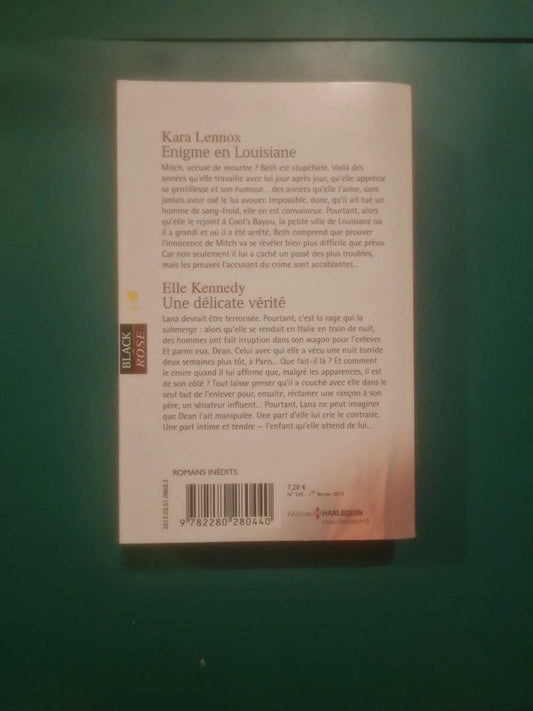 Kara Lennox
Enigme en Louisiane
Mitch, accusé de meurtre ? Beth est stupéfaite. Voilà des
années qu'elle travaille avec lui jour après jour, qu'elle apprécie
sa gentillesse et son humour... des années qu'elle l'aime, sans
jamais avoir osé le lui avouer. Impossible, donc, qu'il ait tué un
homme de sang-froid, elle en est convaincue. Pourtant, alors
qu'elle le rejoint à Coot's Bayou, la petite ville de Louisiane où
il a grandi et où il a été arrêté, Beth comprend que prouver
l'innocence de Mitch va se révéler bien plus difficile que prévu.
Car non seulement il lui a caché un passé des plus troubles,
mais les preuves l'accusant du crime sont accablantes...
Elle Kennedy
Une délicate vérité
Lana devrait être terrorisée. Pourtant, c'est la rage qui la
submerge : alors qu'elle se rendait en Italie en train de nuit,
des hommes ont fait irruption dans son wagon pour l'enlever.
Et parmi eux, Dean. Celui avec qui elle a vécu une nuit torride
deux semaines plus tôt, à Paris... Que fait-il là ? Et comment
le croire quand il lui affirme que, malgré les apparences, il est
de son côté ? Tout laisse penser qu'il a couché avec elle dans le
seul but de l'enlever pour, ensuite, réclamer une rançon à son
père, un sénateur influent... Pourtant, Lana ne peut imaginer
que Dean l'ait manipulée. Une part d'elle lui crie le contraire.
Une part intime et tendre — l'enfant qu'elle attend de lui...
BLACK
ROSE
ROMANS INÉDITS
2013.02.51.0868.2
9 782280 280440
7,20 €
N° 242 - 1er février 2013
éditions HARLEQUIN
www.harlequin.fr